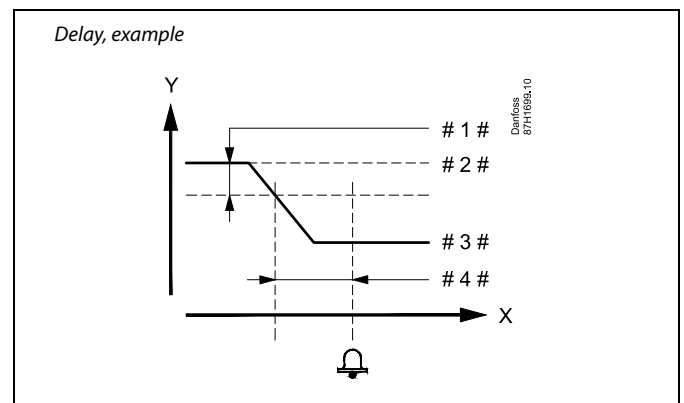 Delay, example
Y
Danfoss
87H1699.10
# 1 #
# 2 #
# 3 #
# 4 #
X